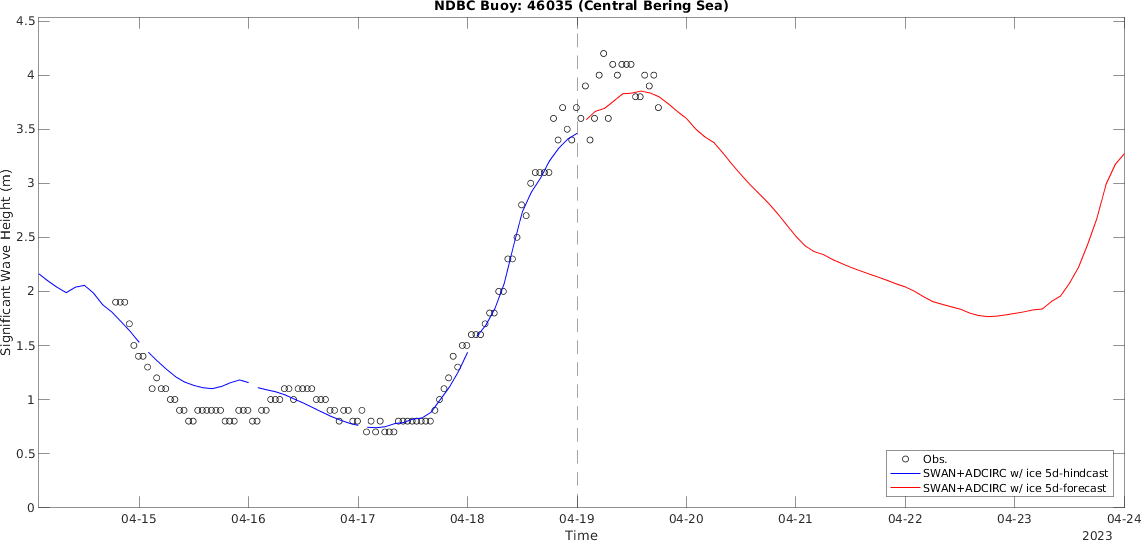 NDBC Buoy: 46035 (Central Bering Sea)
Significant Wave Height (m)
4.5
4
3.5
3
2.5
2
1.5
1
0.5
0
Obs.
SWAN+ADCIRC w/ ice 5d-hindcast
SWAN+ADCIRC w/ ice 5d-forecast
04-15 04-16 04-17 04-18 04-19 04-20 04-21 04-22 04-23 04-24
Time
2023